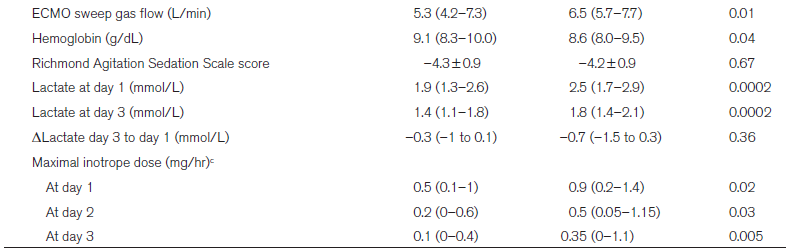 ECMO sweep gas flow (L/min) 5.3 (4.2–7.3) 6.5 (5.7–7.7) 0.01
Hemoglobin (g/dL) 9.1 (8.3–10.0) 8.6 (8.0–9.5) 0.04
Richmond Agitation Sedation Scale score −4.3±0.9 −4.2±0.9 0.67
Lactate at day 1 (mmol/L) 1.9 (1.3–2.6) 2.5 (1.7–2.9) 0.0002
Lactate at day 3 (mmol/L) 1.4 (1.1–1.8) 1.8 (1.4–2.1) 0.0002
ΔLactate day 3 to day 1 (mmol/L) −0.3 (−1 to 0.1) −0.7 (−1.5 to 0.3) 0.36
Maximal inotrope dose (mg/hr)ᶜ
At day 1 0.5 (0.1–1) 0.9 (0.2–1.4) 0.02
At day 2 0.2 (0–0.6) 0.5 (0.05–1.15) 0.03
At day 3 0.1 (0–0.4) 0.35 (0–1.1) 0.005